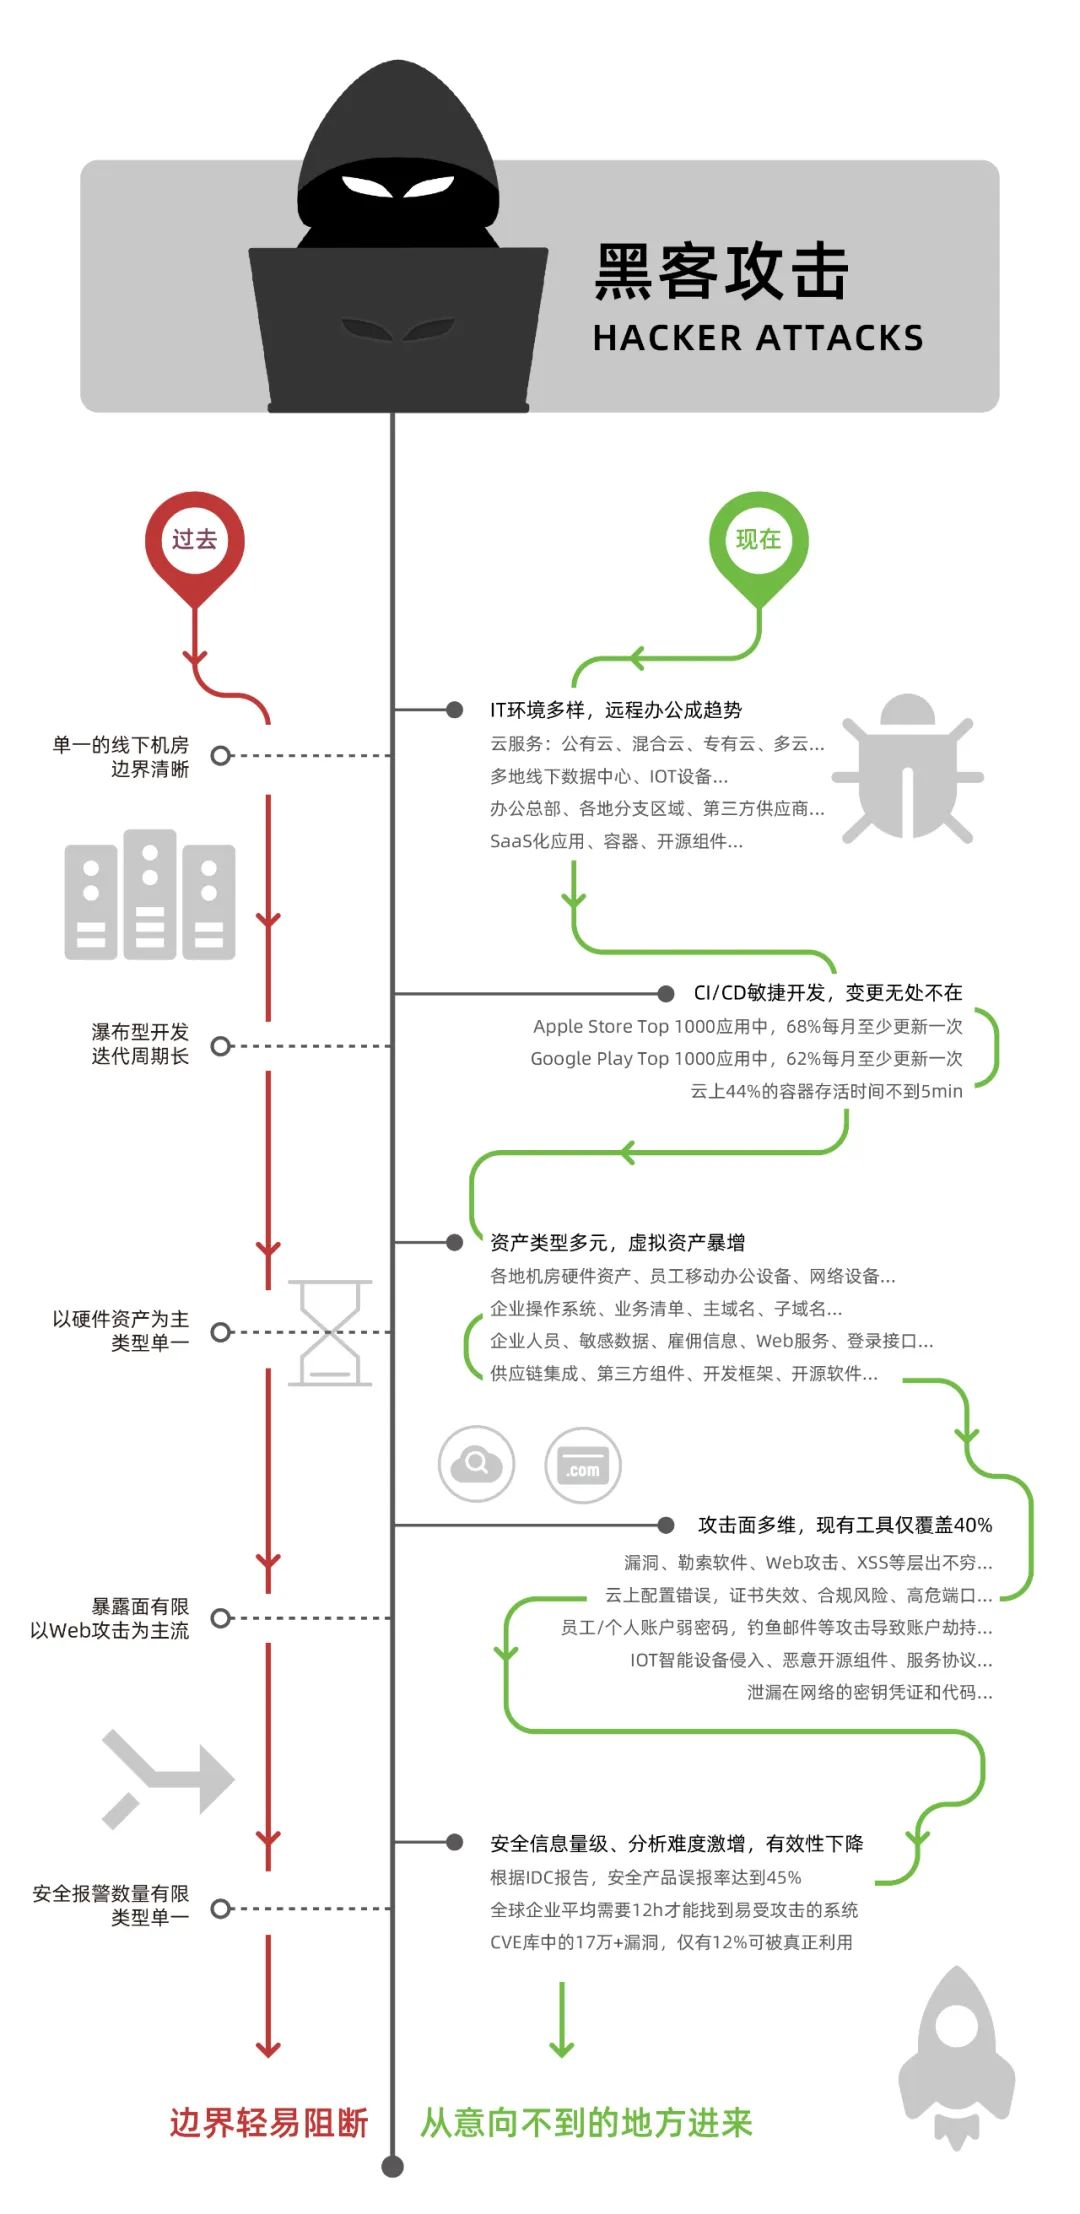 黑客攻击
HACKER ATTACKS
过去
现在
单一的线下机房
边界清晰
IT环境多样，远程办公成趋势
云服务：公有云、混合云、专有云、多云...
多地线下数据中心、IOT设备...
办公总部、各地分支区域、第三方供应商...
SaaS化应用、容器、开源组件...
瀑布型开发
迭代周期长
CI/CD敏捷开发，变更无处不在
Apple Store Top 1000应用中，68%每月至少更新一次
Google Play Top 1000应用中，62%每月至少更新一次
云上44%的容器存活时间不到5min
以硬件资产为主
类型单一
资产类型多元，虚拟资产暴增
各地机房硬件资产、员工移动办公设备、网络设备...
企业操作系统、业务清单、主域名、子域名...
企业人员、敏感数据、雇佣信息、Web服务、登录接口...
供应链集成、第三方组件、开发框架、开源软件...
.com
暴露面有限
以Web攻击为主流
攻击面多维，现有工具仅覆盖40%
漏洞、勒索软件、Web攻击、XSS等层出不穷...
云上配置错误，证书失效、合规风险、高危端口...
员工/个人账户弱密码，钓鱼邮件等攻击导致账户劫持...
IOT智能设备侵入、恶意开源组件、服务协议...
泄漏在网络的密钥凭证和代码...
安全报警数量有限
类型单一
安全信息量级、分析难度激增，有效性下降
根据IDC报告，安全产品误报率达到45%
全球企业平均需要12h才能找到易受攻击的系统
CVE库中的17万+漏洞，仅有12%可被真正利用
边界轻易阻断
从意向不到的地方进来